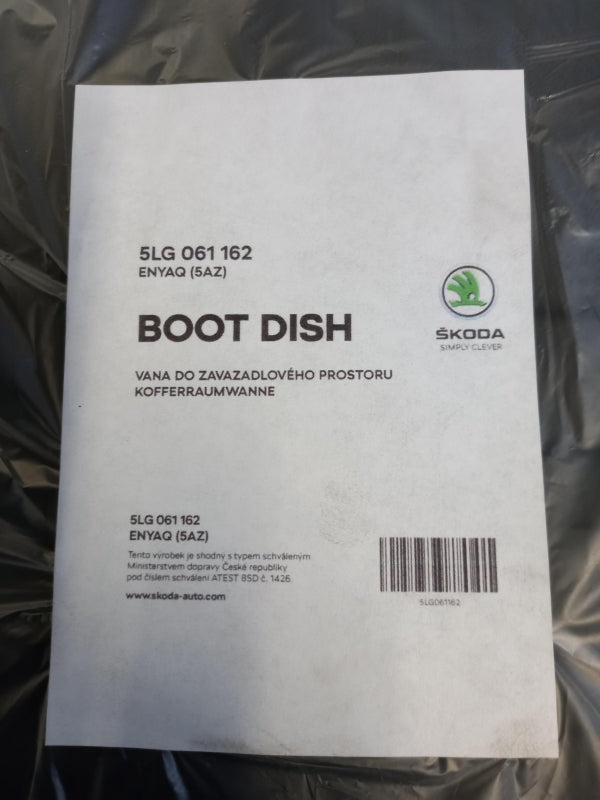 5LG 061 162
ENYAQ (5AZ)
BOOT DISH
ŠKODA
SIMPLY CLEVER
VANA DO ZAVAZADLOVÉHO PROSTORU
KOFFERRAUMWANNE
5LG 061 162
ENYAQ (5AZ)
Tento výrobek je shodný s typem schváleným
Ministerstvem dopravy České republiky
pod číslem schválení ATEST 8SD č. 1426.
www.skoda-auto.com
5LG061162